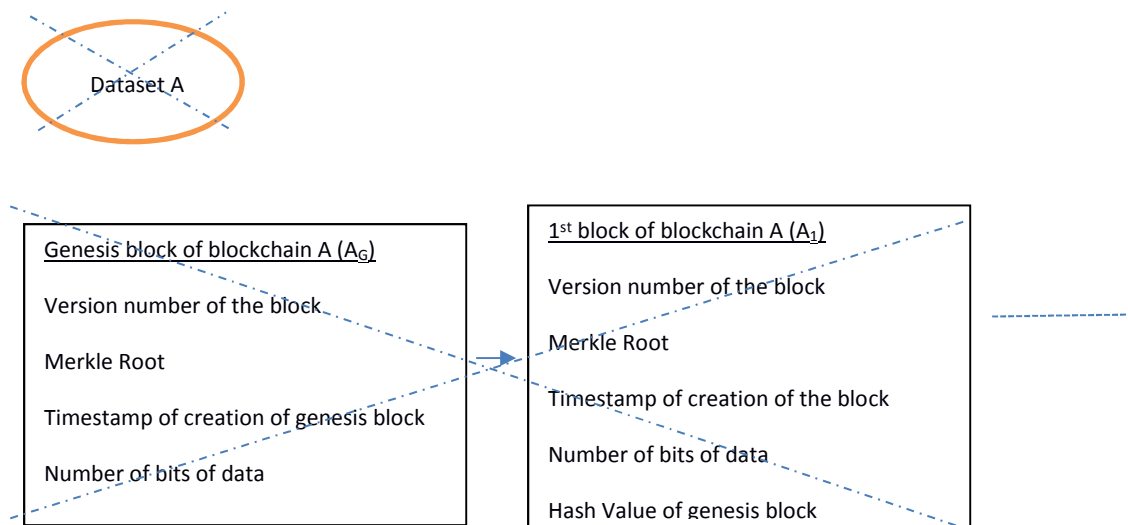 Dataset A
Genesis block of blockchain A (AG)
Version number of the block
Merkle Root
Timestamp of creation of genesis block
Number of bits of data
1st block of blockchain A (A1)
Version number of the block
Merkle Root
Timestamp of creation of the block
Number of bits of data
Hash Value of genesis block